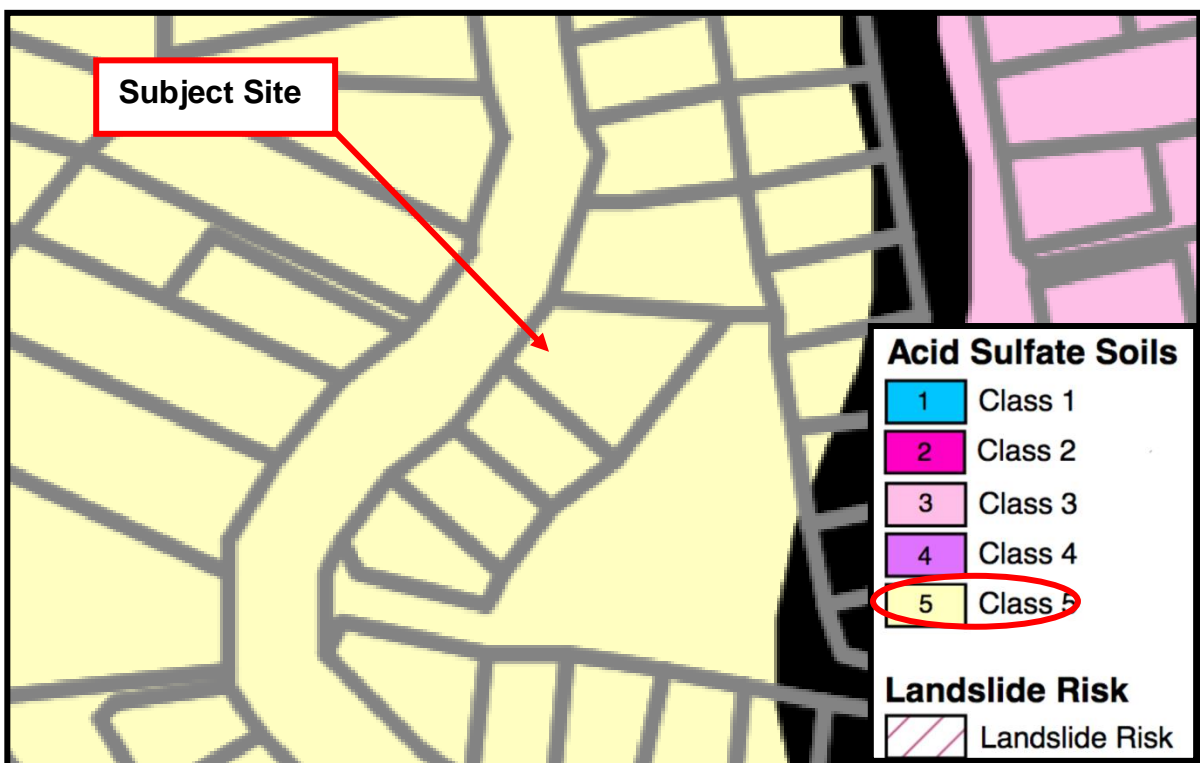 Subject Site
Acid Sulfate Soils
1 Class 1
2 Class 2
3 Class 3
4 Class 4
5 Class 5
Landslide Risk
Landslide Risk